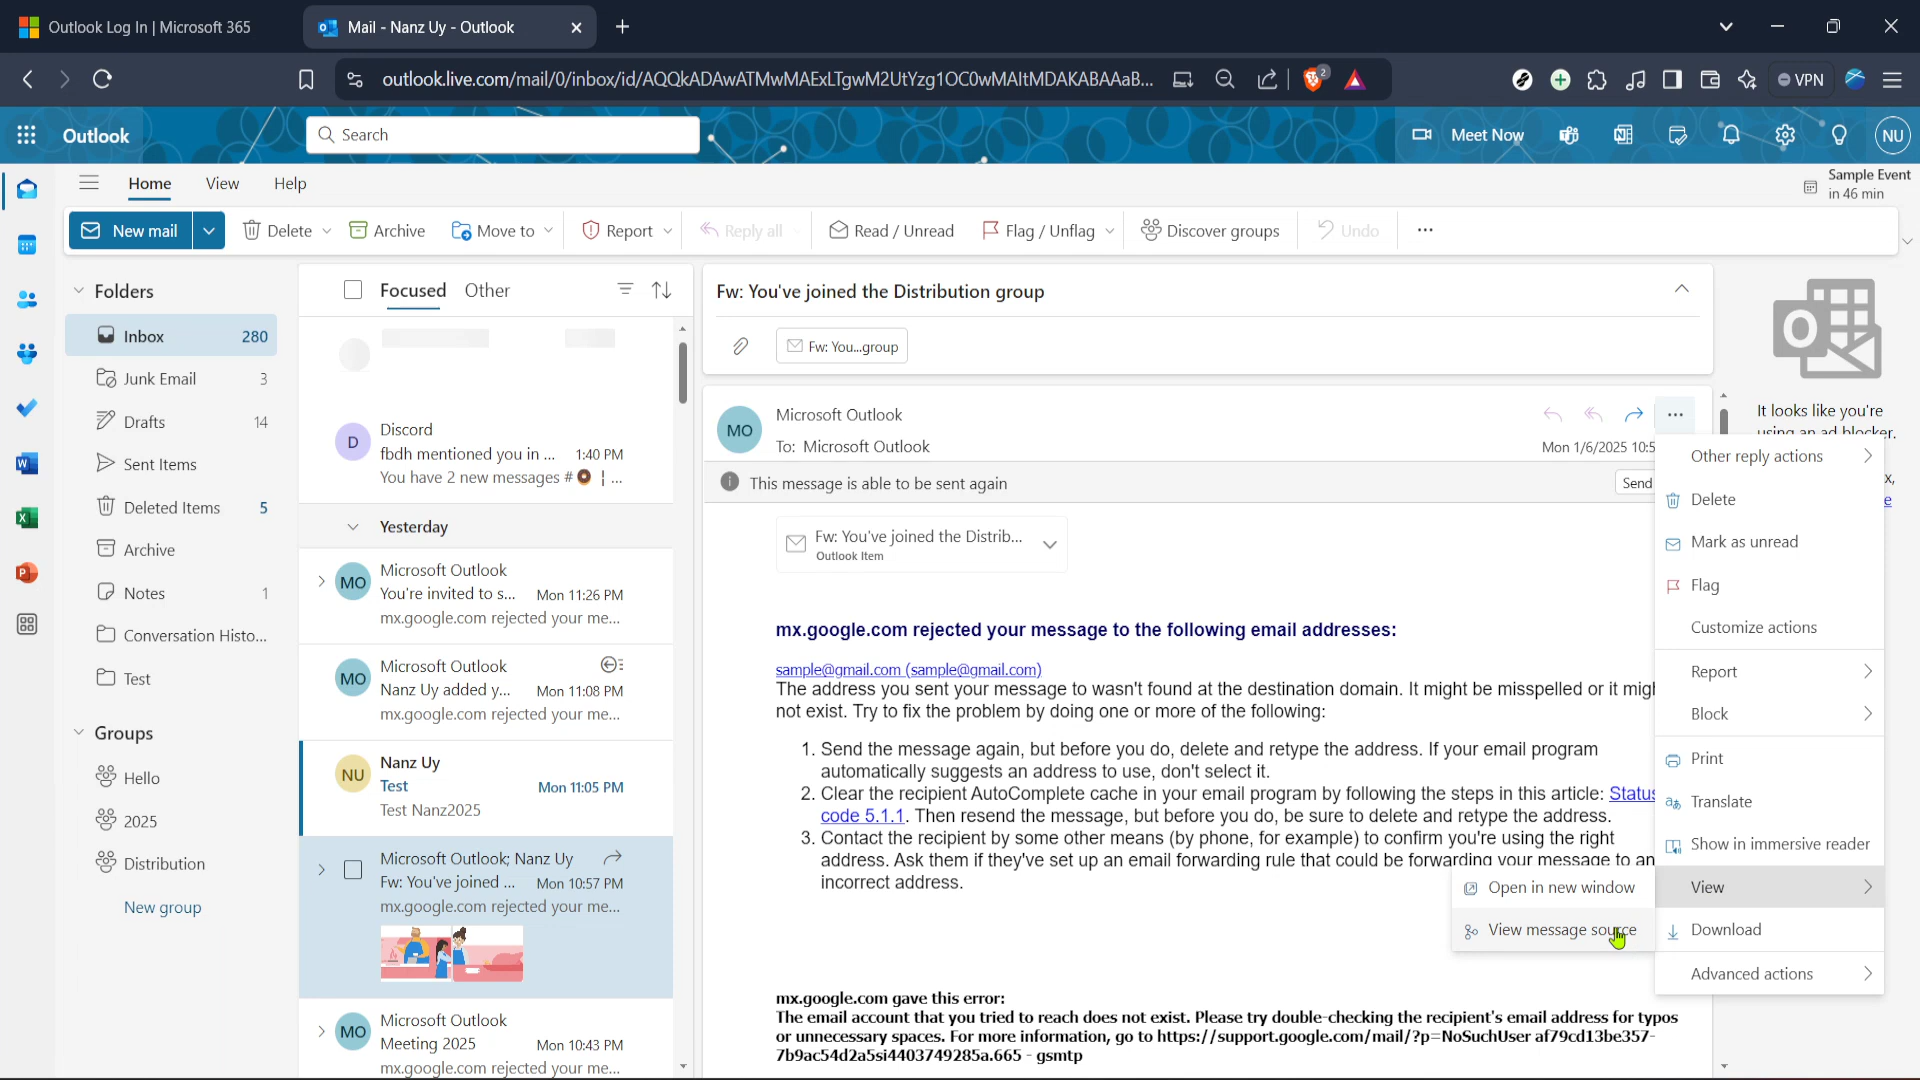 Outlook Log In | Microsoft 365
Mail - Nanz Uy - Outlook
outlook.live.com/mail/0/inbox/id/AQQkADAwATMwMAExLTgwM2UtYzg1OC0wMAItMDAKABAAaB...
2
VPN
Outlook
Search
Meet Now
NU
Home
View
Help
Sample Event
in 46 min
New mail
Delete
Archive
Move to
Report
Reply all
Read / Unread
Flag / Unflag
Discover groups
Undo
Folders
Inbox 280
Junk Email 3
Drafts 14
Sent Items
Deleted Items 5
Archive
Notes 1
Conversation Histo...
Test
Groups
Hello
2025
Distribution
New group
Focused
Other
D
Discord
fbdh mentioned you in ... 1:40 PM
You have 2 new messages # ¦ ...
Yesterday
MO
Microsoft Outlook
You're invited to s... Mon 11:26 PM
mx.google.com rejected your me...
MO
Microsoft Outlook
Nanz Uy added y... Mon 11:08 PM
mx.google.com rejected your me...
NU
Nanz Uy
Test Mon 11:05 PM
Test Nanz2025
Microsoft Outlook; Nanz Uy
Fw: You've joined ... Mon 10:57 PM
mx.google.com rejected your me...
MO
Microsoft Outlook
Meeting 2025 Mon 10:43 PM
mx.google.com rejected your me...
Fw: You've joined the Distribution group
Fw: You...group
MO
Microsoft Outlook
To: Microsoft Outlook
Mon 1/6/2025 10:5
This message is able to be sent again
Send
Fw: You've joined the Distrib...
Outlook Item
mx.google.com rejected your message to the following email addresses:
sample@gmail.com (sample@gmail.com)
The address you sent your message to wasn't found at the destination domain. It might be misspelled or it migh
not exist. Try to fix the problem by doing one or more of the following:
1. Send the message again, but before you do, delete and retype the address. If your email program
automatically suggests an address to use, don't select it.
2. Clear the recipient AutoComplete cache in your email program by following the steps in this article: Status
code 5.1.1. Then resend the message, but before you do, be sure to delete and retype the address.
3. Contact the recipient by some other means (by phone, for example) to confirm you're using the right
address. Ask them if they've set up an email forwarding rule that could be forwarding your message to an
incorrect address.
mx.google.com gave this error:
The email account that you tried to reach does not exist. Please try double-checking the recipient's email address for typos
or unnecessary spaces. For more information, go to https://support.google.com/mail/?p=NoSuchUser af79cd13be357-
7b9ac54d2a5si4403749285a.665 - gsmtp
Other reply actions
Delete
Mark as unread
Flag
Customize actions
Report
Block
Print
Translate
Show in immersive reader
View
Download
Advanced actions
Open in new window
View message source
It looks like you're
using an ad blocker.
x,
e